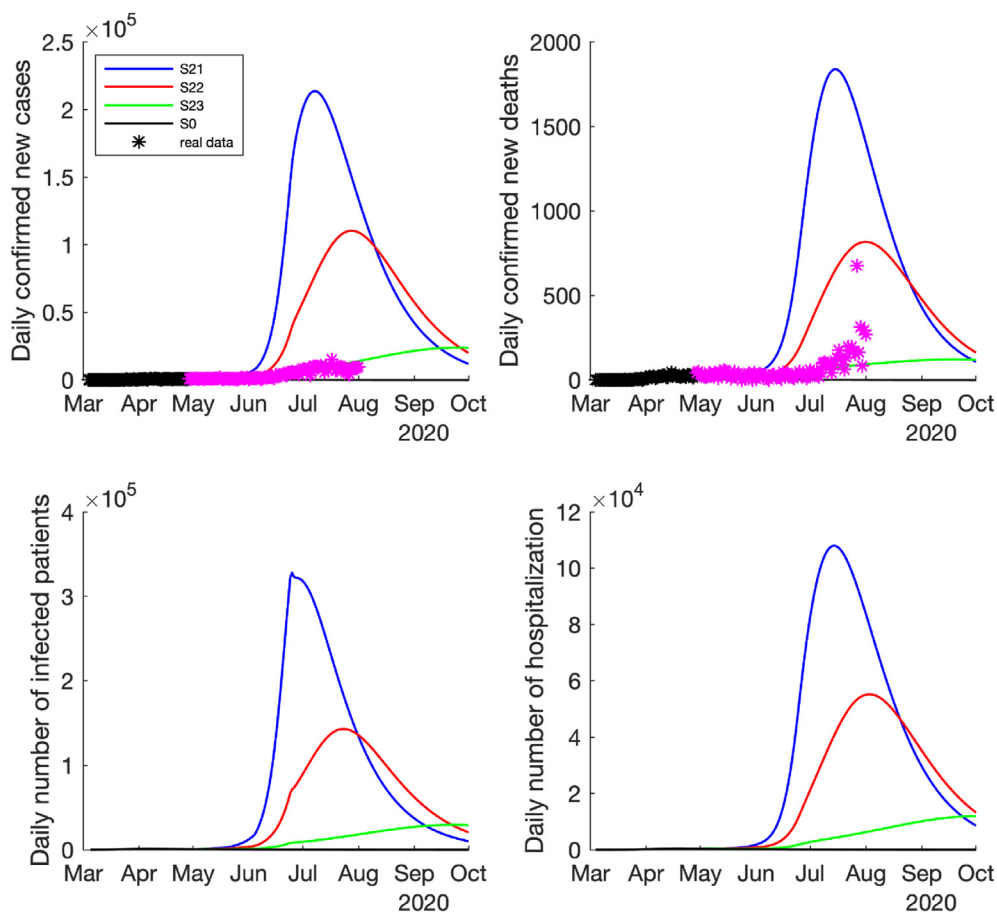 ×10^5
Daily confirmed new cases
2.5
2
1.5
1
0.5
0
S21
S22
S23
S0
real data
Mar Apr May Jun Jul Aug Sep Oct
2020
Daily confirmed new deaths
2000
1500
1000
500
0
Mar Apr May Jun Jul Aug Sep Oct
2020
×10^5
Daily number of infected patients
4
3
2
1
0
Mar Apr May Jun Jul Aug Sep Oct
2020
×10^4
Daily number of hospitalization
12
10
8
6
4
2
0
Mar Apr May Jun Jul Aug Sep Oct
2020